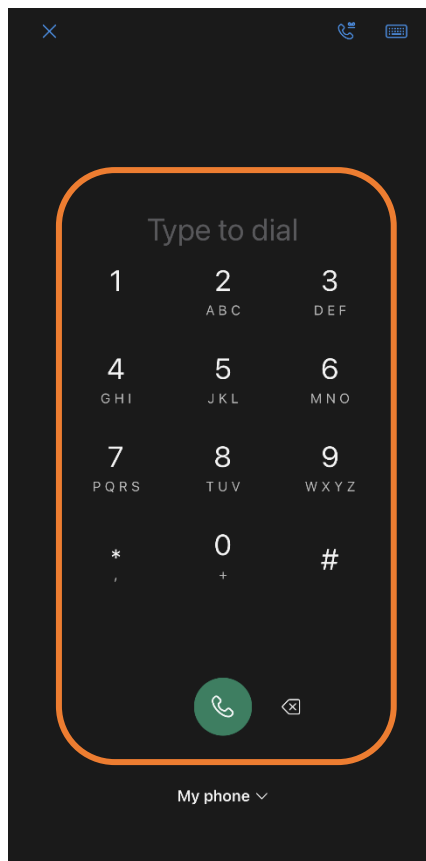 Type to dial
1 2 3
ABC DEF
4 5 6
GHI JKL MNO
7 8 9
PQRS TUV WXYZ
* 0 #
, +
My phone